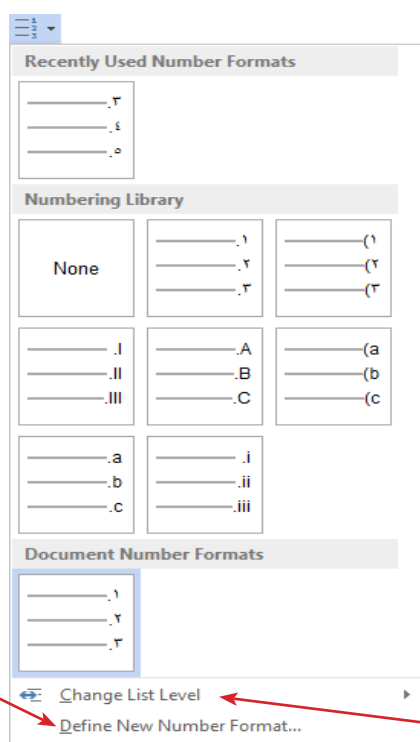 Recently Used Number Formats
.٣
.٤
.٥
Numbering Library
None
.١
.٢
.٣
(١
(٢
(٣
.I
.II
.III
.A
.B
.C
(a
(b
(c
.a
.b
.c
.i
.ii
.iii
Document Number Formats
.١
.٢
.٣
Change List Level
Define New Number Format...